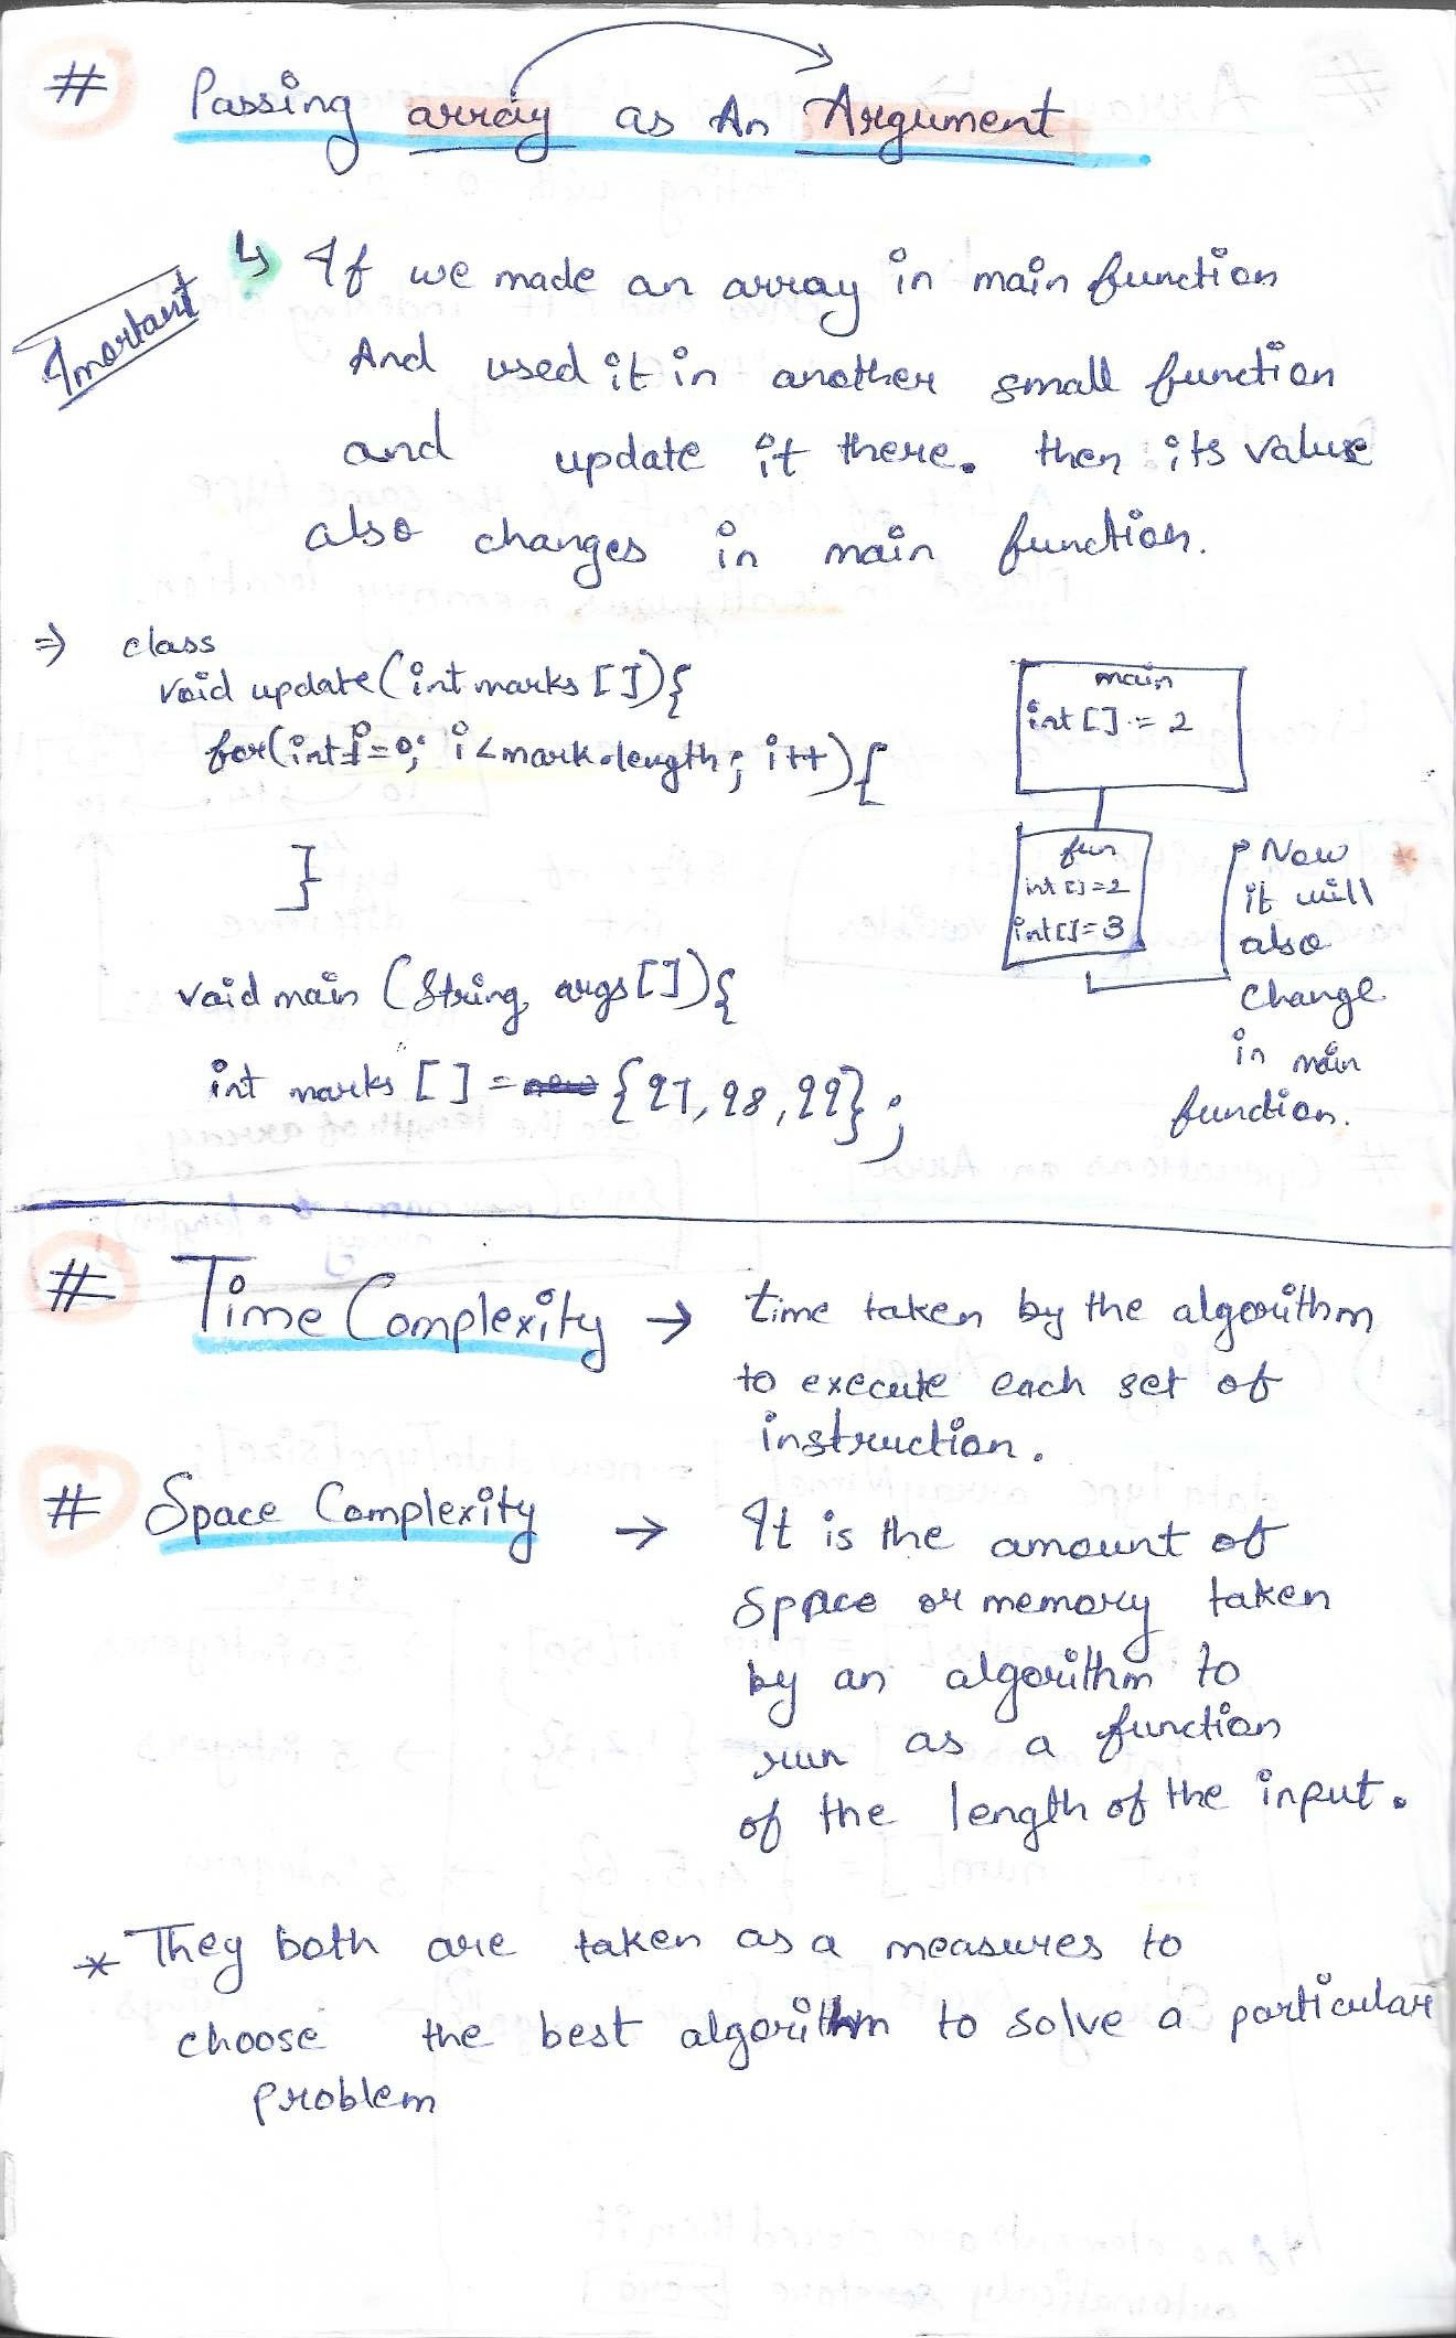 # Passing array as An Argument
Imortant
↳ If we made an array in main function
And used it in another small function
and update it there. then its value
also changes in main function.
⇒ class
void update(int marks []){
for(int i=0; i<mark.length; i++){
}
void main (String args[]){
int marks [] = new {97, 98, 99};
main
int [] = 2
fun
int []=2
int []=3
Now
it will
also
change
in main
function.
# Time Complexity → time taken by the algorithm
to execute each set of
instruction.
# Space Complexity → It is the amount of
space or memory taken
by an algorithm to
run as a function
of the length of the input.
* They both are taken as a measures to
choose the best algorithm to solve a particular
problem